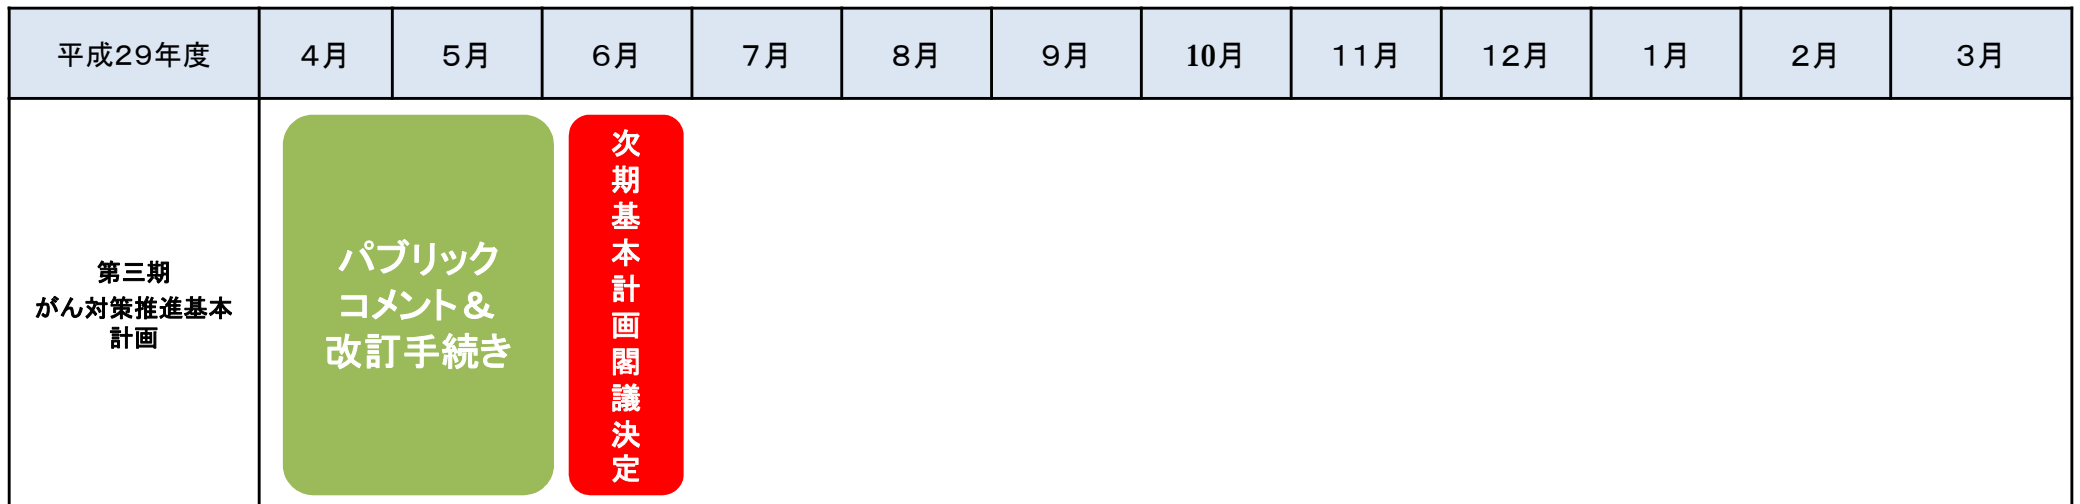 平成29年度 4月 5月 6月 7月 8月 9月 10月 11月 12月 1月 2月 3月
第三期
がん対策推進基本
計画
パブリック
コメント＆
改訂手続き
次期基本計画閣議決定